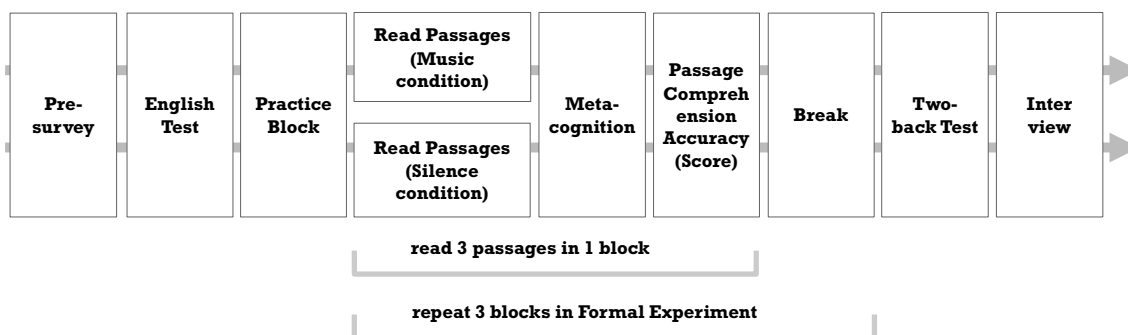 Pre-
survey
English
Test
Practice
Block
Read Passages
(Music
condition)
Read Passages
(Silence
condition)
Meta-
cognition
Passage
Compreh
ension
Accuracy
(Score)
Break
Two-
back Test
Inter
view
read 3 passages in 1 block
repeat 3 blocks in Formal Experiment